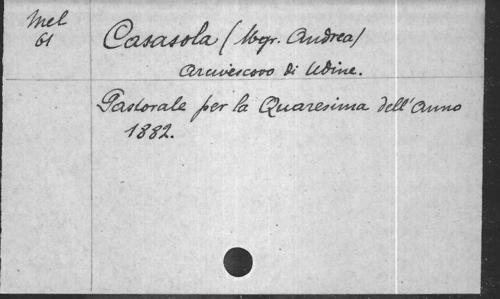 Mel
61
Casasola (Mgr. Andrea)
Arcivescovo di Udine.
Pastorale per la Quaresima dell'Anno
1882.